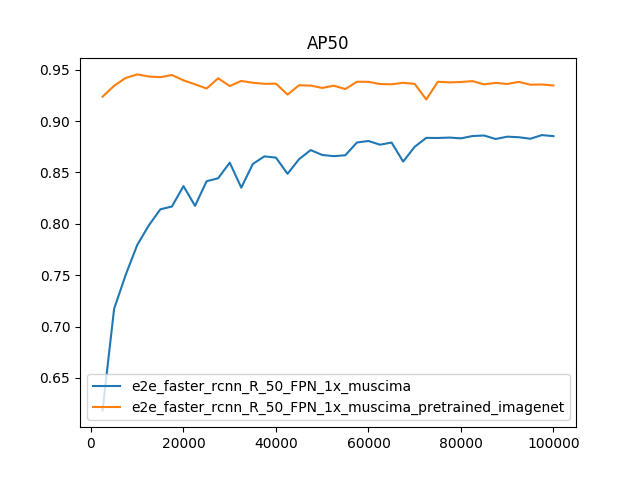 AP50
0.95
0.90
0.85
0.80
0.75
0.70
0.65
e2e_faster_rcnn_R_50_FPN_1x_muscima
e2e_faster_rcnn_R_50_FPN_1x_muscima_pretrained_imagenet
0 20000 40000 60000 80000 100000